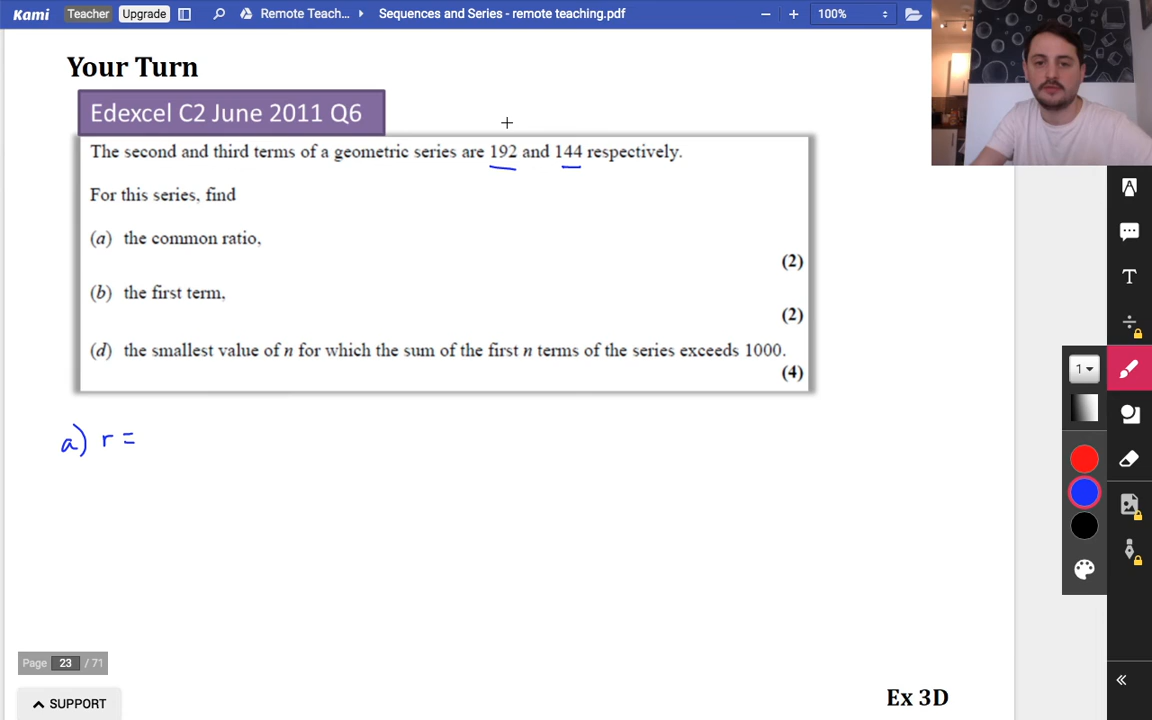 Kami Teacher Upgrade Remote Teach... Sequences and Series - remote teaching.pdf − + 100%
Your Turn
Edexcel C2 June 2011 Q6
The second and third terms of a geometric series are 192 and 144 respectively.
For this series, find
(a) the common ratio,
(2)
(b) the first term,
(2)
(d) the smallest value of n for which the sum of the first n terms of the series exceeds 1000.
(4)
a) r =
A
T
1
Page 23 / 71
SUPPORT
Ex 3D